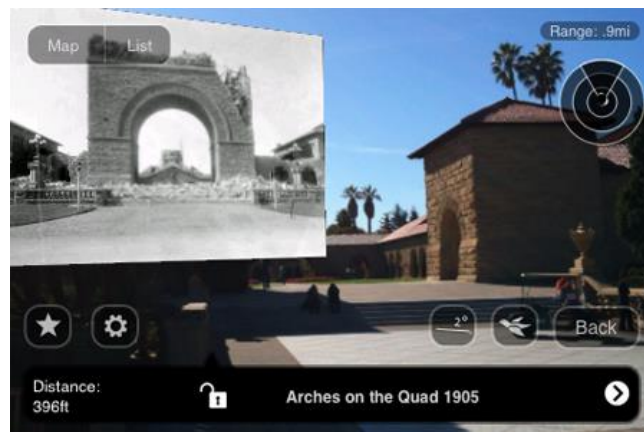 Map List
Range: .9mi
2°
Back
Distance:
396ft
Arches on the Quad 1905